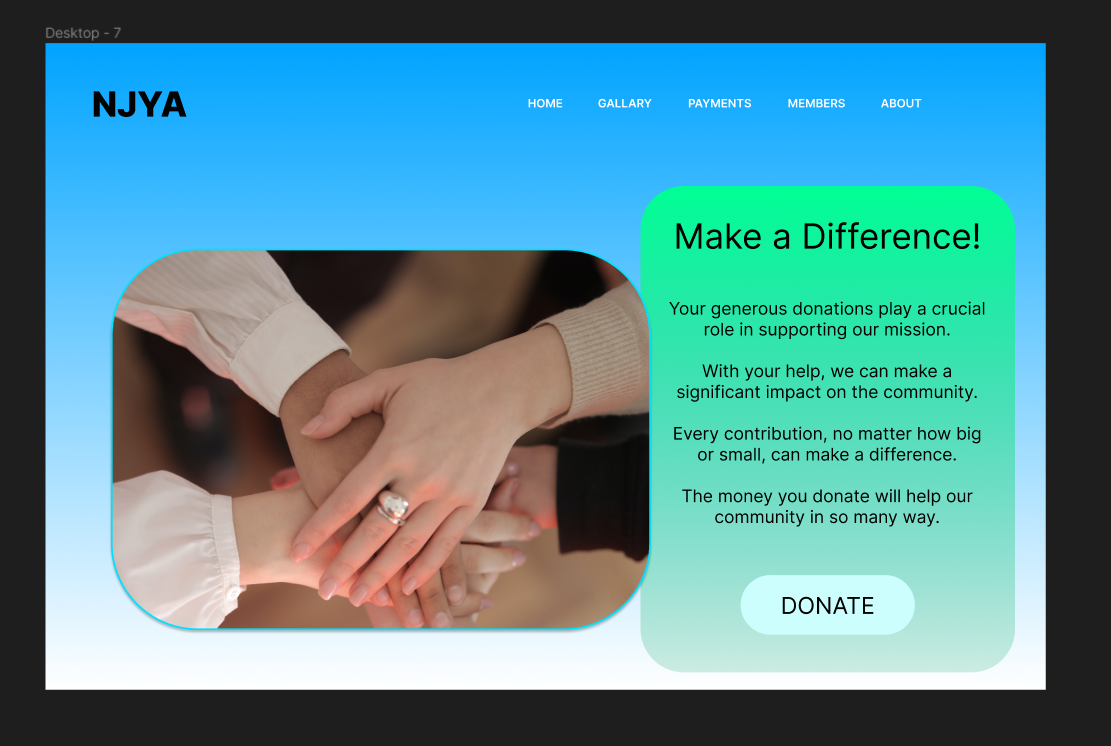 Desktop - 7
NJYA
HOME GALLARY PAYMENTS MEMBERS ABOUT
Make a Difference!
Your generous donations play a crucial
role in supporting our mission.
With your help, we can make a
significant impact on the community.
Every contribution, no matter how big
or small, can make a difference.
The money you donate will help our
community in so many way.
DONATE